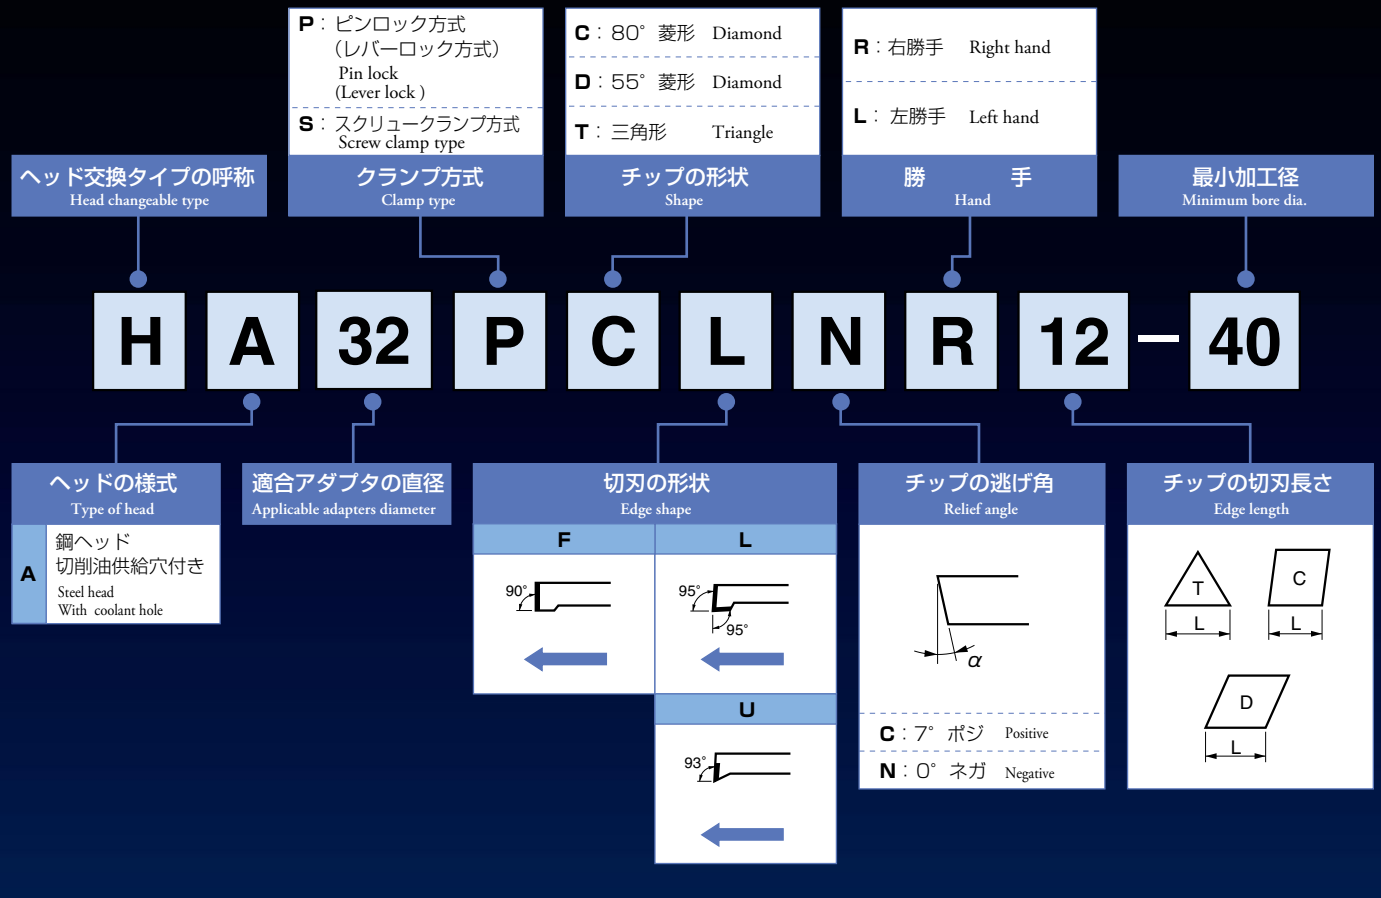 P：ピンロック方式
（レバーロック方式）
Pin lock
(Lever lock )
S：スクリュークランプ方式
Screw clamp type
C：80°菱形 Diamond
D：55°菱形 Diamond
T：三角形 Triangle
R：右勝手 Right hand
L：左勝手 Left hand
ヘッド交換タイプの呼称
Head changeable type
クランプ方式
Clamp type
チップの形状
Shape
勝 手
Hand
最小加工径
Minimum bore dia.
H A 32 P C L N R 12 — 40
ヘッドの様式
Type of head
A
鋼ヘッド
切削油供給穴付き
Steel head
With coolant hole
適合アダプタの直径
Applicable adapters diameter
切刃の形状
Edge shape
F
90°
L
95°
95°
U
93°
チップの逃げ角
Relief angle
α
C：7° ポジ Positive
N：0° ネガ Negative
チップの切刃長さ
Edge length
T
L
C
L
D
L